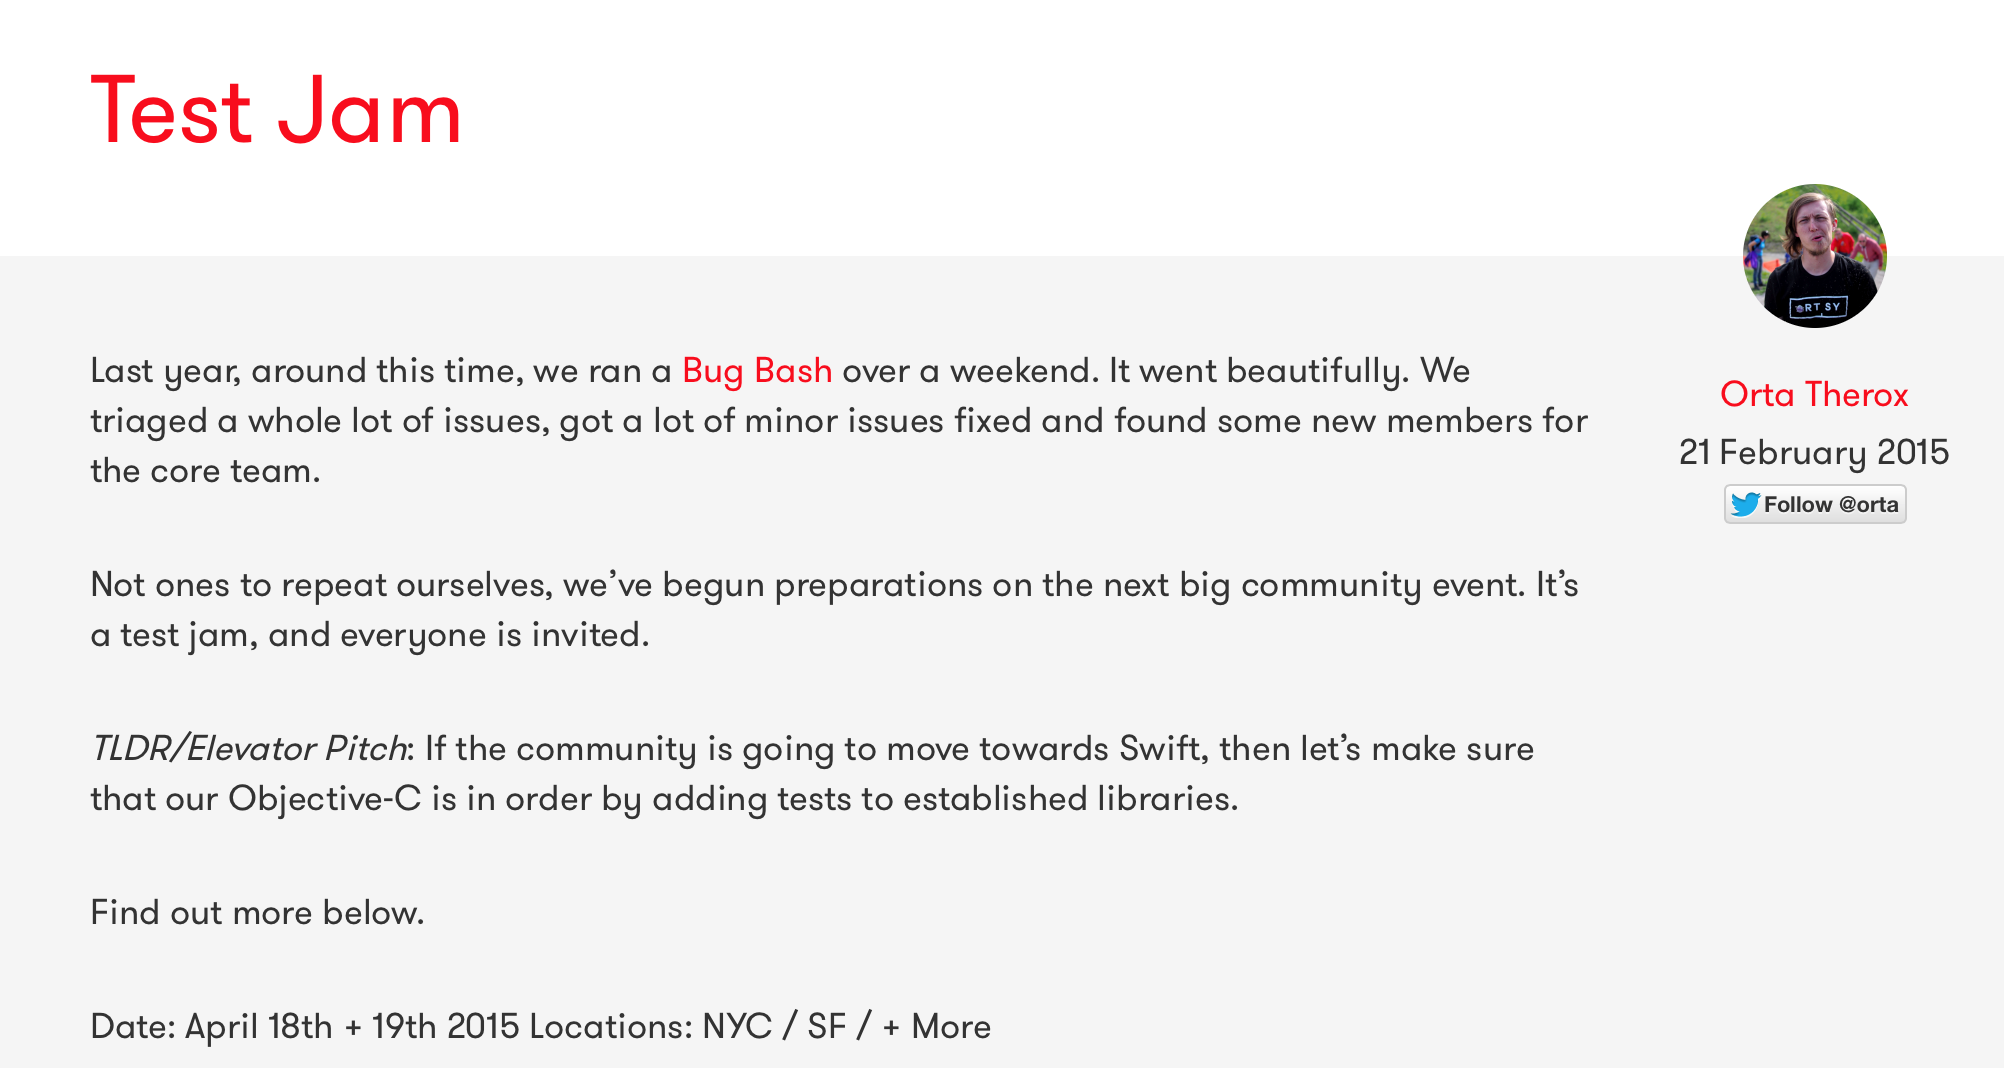 Test Jam
Last year, around this time, we ran a Bug Bash over a weekend. It went beautifully. We
triaged a whole lot of issues, got a lot of minor issues fixed and found some new members for
the core team.
Not ones to repeat ourselves, we’ve begun preparations on the next big community event. It’s
a test jam, and everyone is invited.
TLDR/Elevator Pitch: If the community is going to move towards Swift, then let’s make sure
that our Objective-C is in order by adding tests to established libraries.
Find out more below.
Date: April 18th + 19th 2015 Locations: NYC / SF / + More
ARTSY
Orta Therox
21 February 2015
Follow @orta